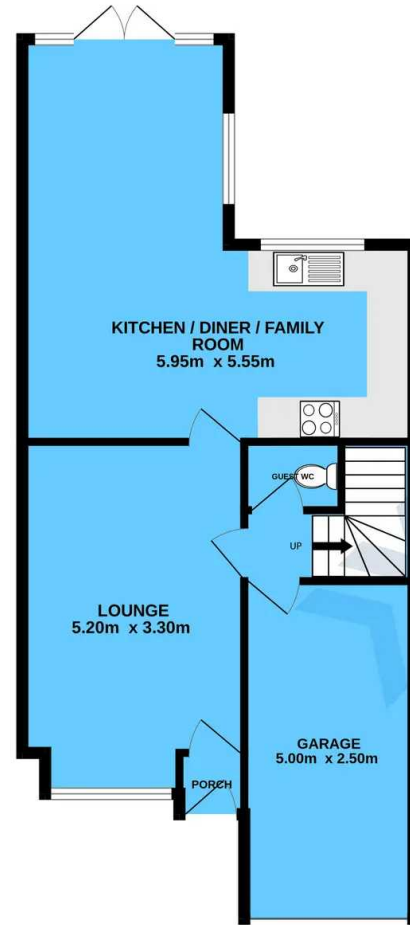 KITCHEN / DINER / FAMILY
ROOM
5.95m x 5.55m
GUEST WC
UP
LOUNGE
5.20m x 3.30m
GARAGE
5.00m x 2.50m
PORCH